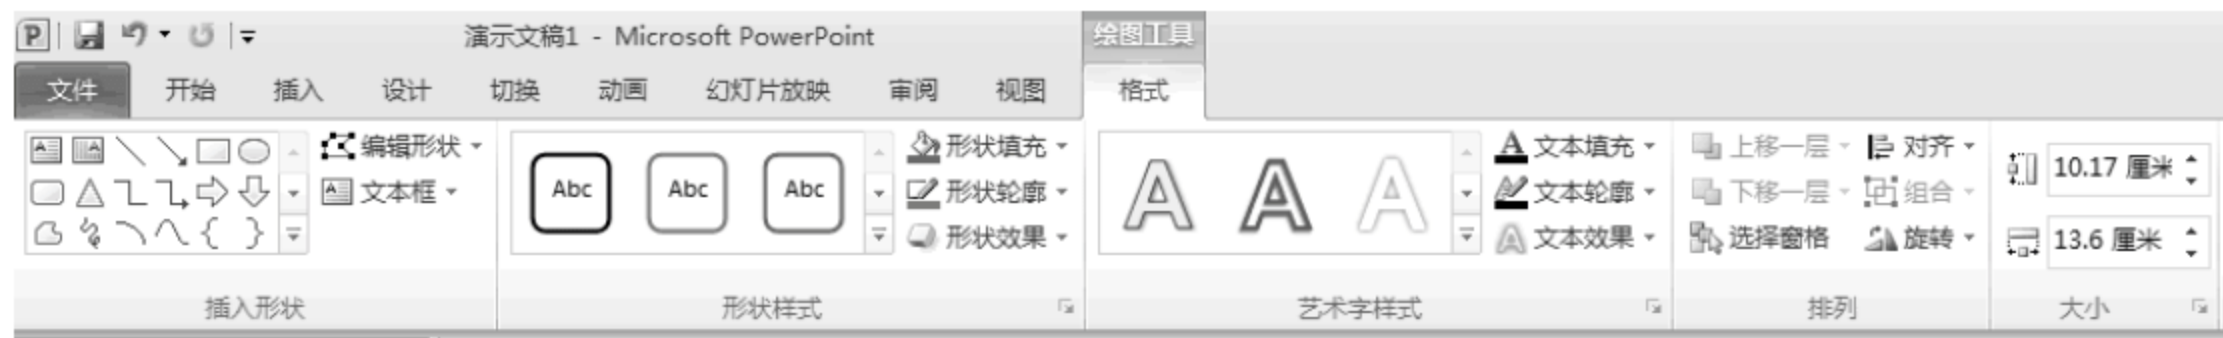 演示文稿1 - Microsoft PowerPoint 绘图工具
文件 开始 插入 设计 切换 动画 幻灯片放映 审阅 视图 格式
编辑形状 形状填充 文本填充 上移一层 对齐 10.17 厘米
文本框 Abc Abc Abc 形状轮廓 A A A 文本轮廓 下移一层 组合
形状效果 文本效果 选择窗格 旋转 13.6 厘米
插入形状 形状样式 艺术字样式 排列 大小